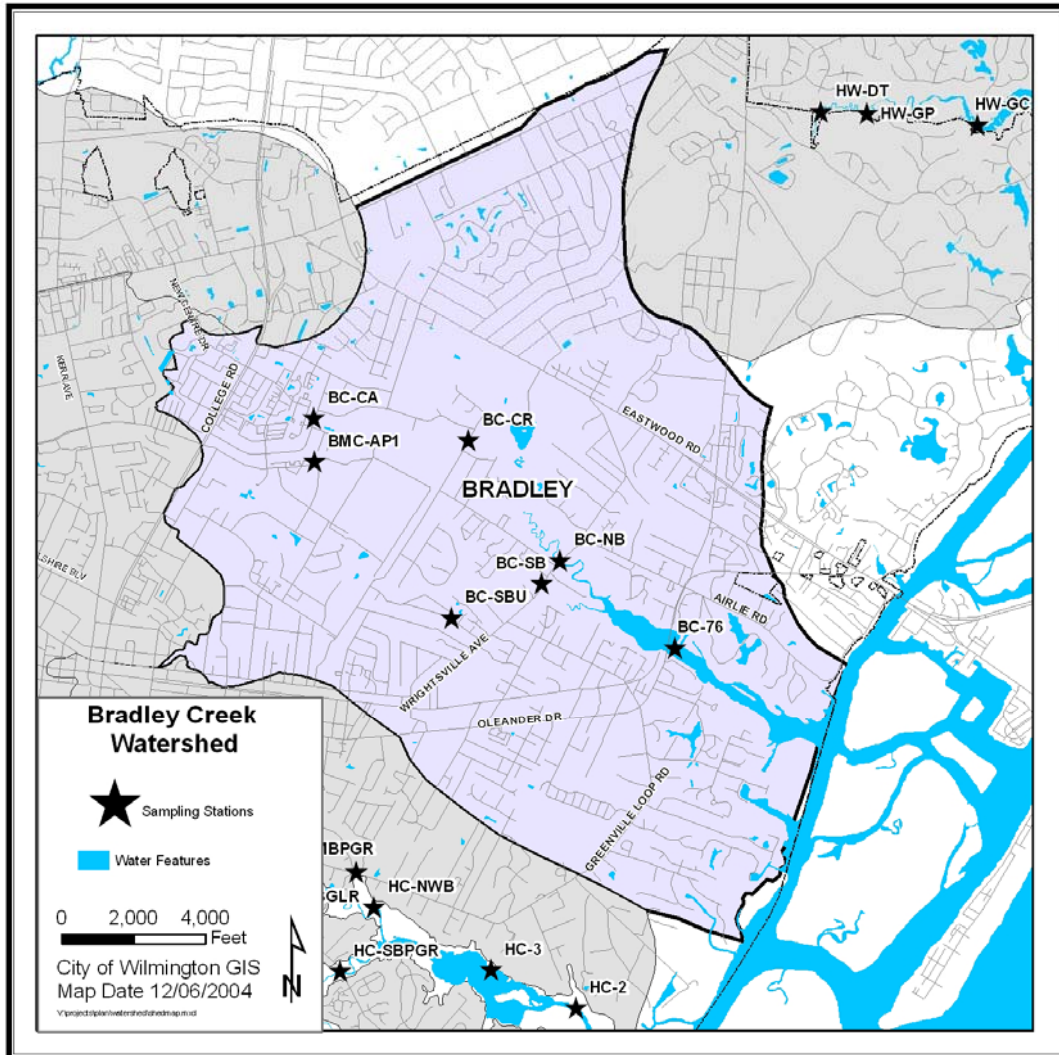 HW-DT
HW-GP
HW-GC
NEW CENTRE DR
KERR AVE
COLLEGE RD
BC-CA
BMC-AP1
BC-CR
EASTWOOD RD
BRADLEY
BC-NB
BC-SB
BC-SBU
AIRLIE RD
BC-76
WRIGHTSVILLE AVE
OLEANDER DR
GREENVILLE LOOP RD
SHIRE BLV
Bradley Creek
Watershed
Sampling Stations
Water Features
0 2,000 4,000
Feet
City of Wilmington GIS
Map Date 12/06/2004
N
MBPGR
HC-NWB
GLR
HC-SBPGR
HC-3
HC-2